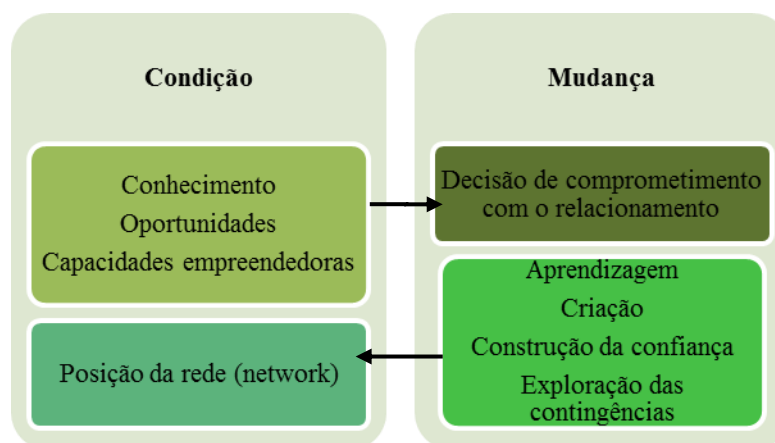 Condição
Conhecimento
Oportunidades
Capacidades empreendedoras
Posição da rede (network)
Mudança
Decisão de comprometimento
com o relacionamento
Aprendizagem
Criação
Construção da confiança
Exploração das
contingências